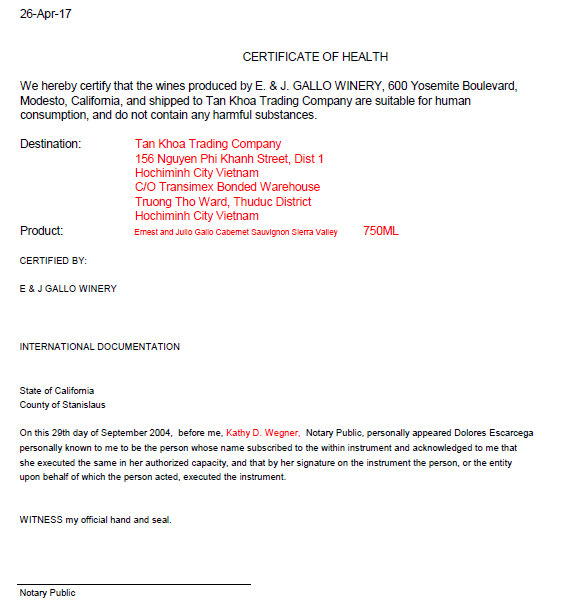 26-Apr-17
CERTIFICATE OF HEALTH
We hereby certify that the wines produced by E. & J. GALLO WINERY, 600 Yosemite Boulevard,
Modesto, California, and shipped to Tan Khoa Trading Company are suitable for human
consumption, and do not contain any harmful substances.
Destination: Tan Khoa Trading Company
156 Nguyen Phi Khanh Street, Dist 1
Hochiminh City Vietnam
C/O Transimex Bonded Warehouse
Truong Tho Ward, Thuduc District
Hochiminh City Vietnam
Product: Ernest and Julio Gallo Cabernet Sauvignon Sierra Valley 750ML
CERTIFIED BY:
E & J GALLO WINERY
INTERNATIONAL DOCUMENTATION
State of California
County of Stanislaus
On this 29th day of September 2004, before me, Kathy D. Wegner, Notary Public, personally appeared Dolores Escarcega
personally known to me to be the person whose name subscribed to the within instrument and acknowledged to me that
she executed the same in her authorized capacity, and that by her signature on the instrument the person, or the entity
upon behalf of which the person acted, executed the instrument.
WITNESS my official hand and seal.
Notary Public